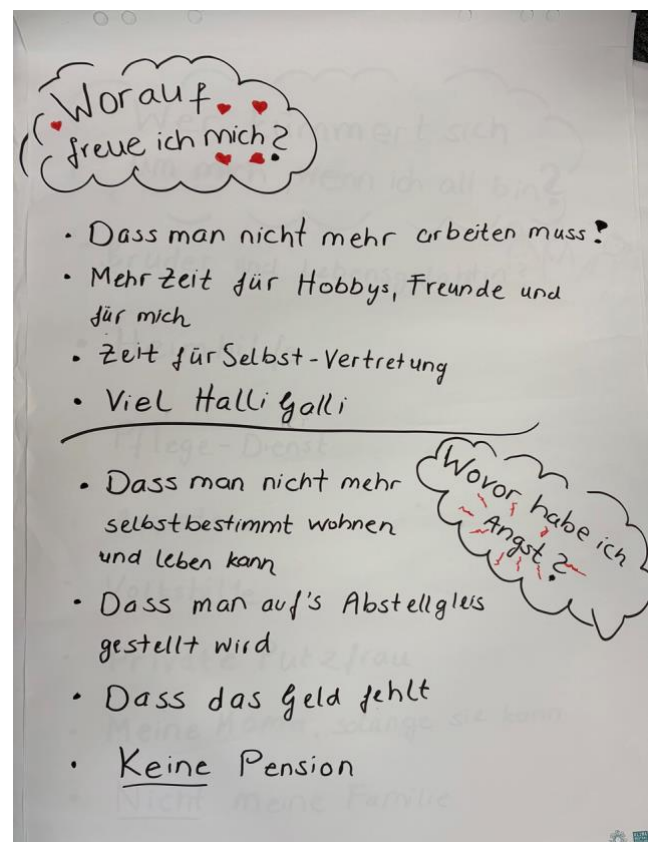 Worauf
freue ich mich?
• Dass man nicht mehr arbeiten muss!
• Mehr Zeit für Hobbys, Freunde und
für mich
• Zeit für Selbst-Vertretung
• Viel Halli Galli
Wovor habe ich
Angst?
• Dass man nicht mehr
selbstbestimmt wohnen
und leben kann
• Dass man auf's Abstellgleis
gestellt wird
• Dass das Geld fehlt
• Keine Pension